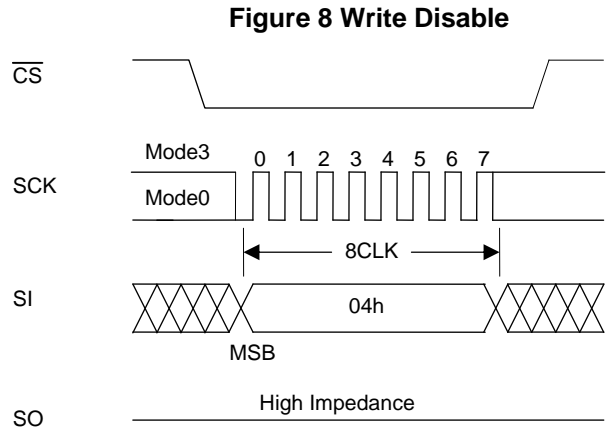 Figure 8 Write Disable
CS
Mode3
0 1 2 3 4 5 6 7
SCK
Mode0
8CLK
SI
04h
MSB
High Impedance
SO